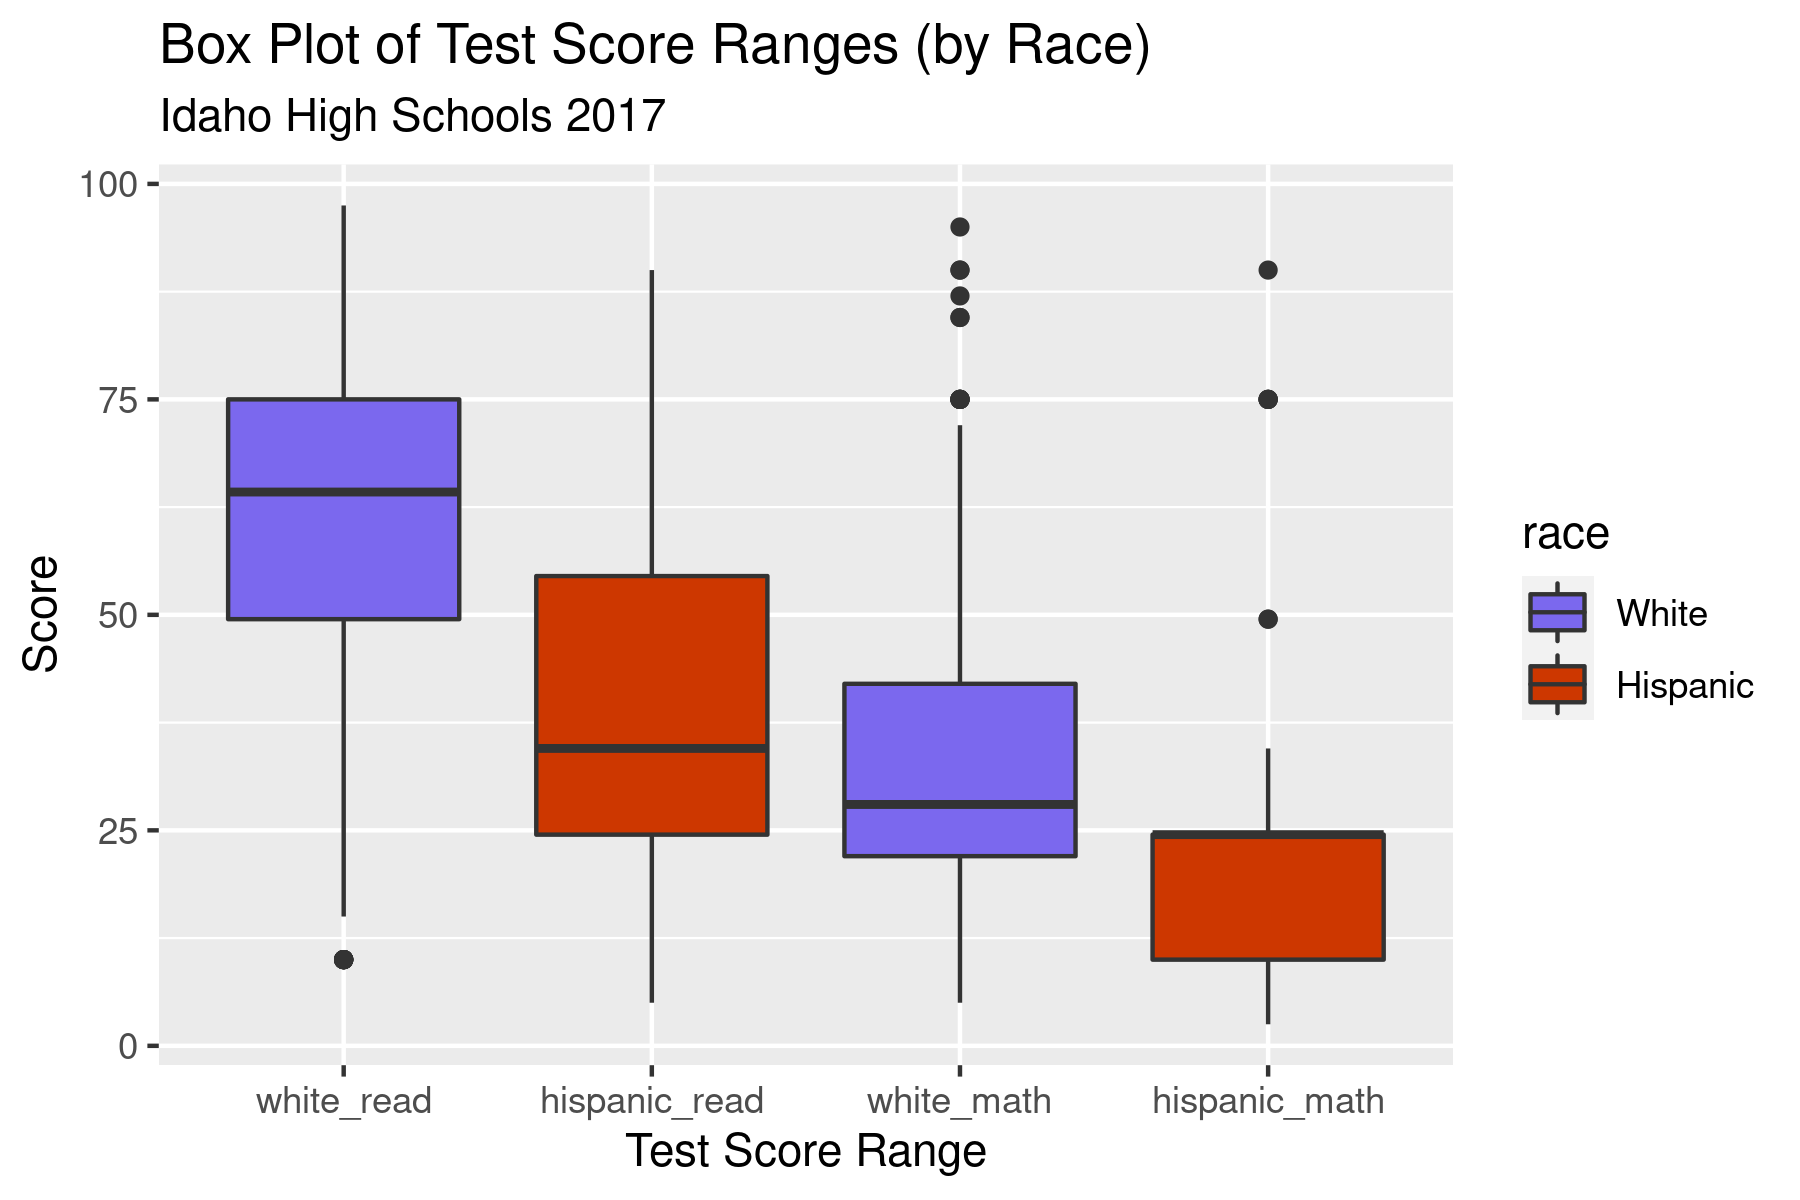 Box Plot of Test Score Ranges (by Race)
Idaho High Schools 2017
Score
100
75
50
25
0
white_read
hispanic_read
white_math
hispanic_math
Test Score Range
race
White
Hispanic